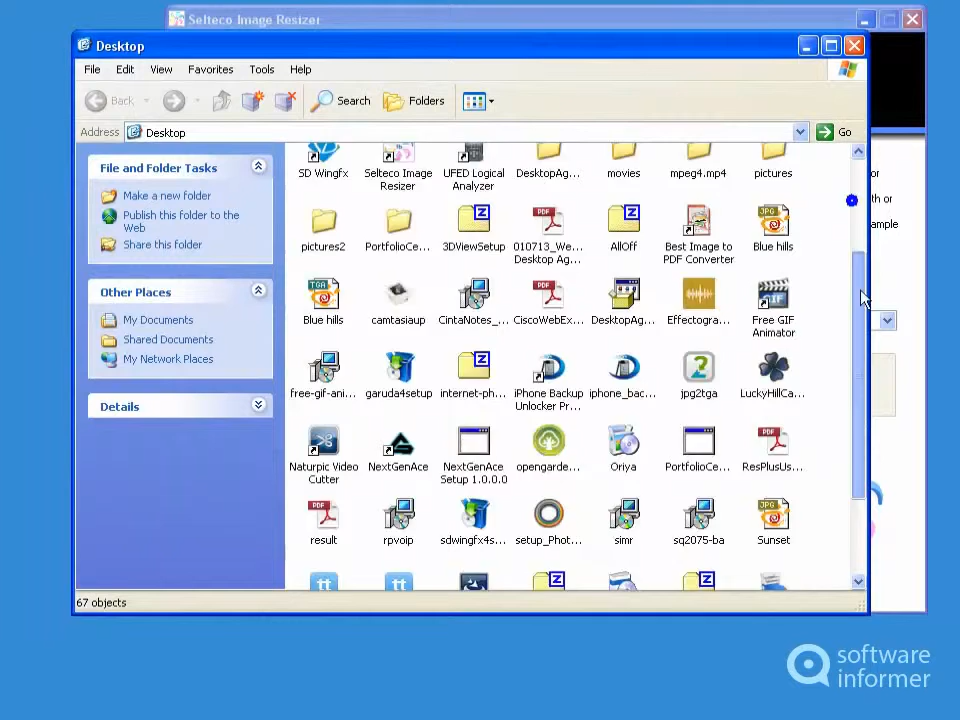 Selteco Image Resizer
Desktop
File Edit View Favorites Tools Help
Back Search Folders
Address Desktop Go
File and Folder Tasks
Make a new folder
Publish this folder to the
Web
Share this folder
Other Places
My Documents
Shared Documents
My Network Places
Details
SD Wingfx
Selteco Image
Resizer
UFED Logical
Analyzer
DesktopAg...
movies
mpeg4.mp4
pictures
or
th or
ample
pictures2
PortfolioCe...
3DViewSetup
010713_We...
Desktop Ag...
AllOff
Best Image to
PDF Converter
Blue hills
Blue hills
camtasiaup
CintaNotes_...
CiscoWebEx...
DesktopAg...
Effectogra...
Free GIF
Animator
free-gif-ani...
garuda4setup
internet-ph...
iPhone Backup
Unlocker Pr...
iphone_bac...
jpg2tga
LuckyHillCa...
Naturpic Video
Cutter
NextGenAce
NextGenAce
Setup 1.0.0.0
opengarde...
Oriya
PortfolioCe...
ResPlusUs...
result
rpvoip
sdwingfx4s...
setup_Phot...
simr
sq2075-ba
Sunset
67 objects
software
informer